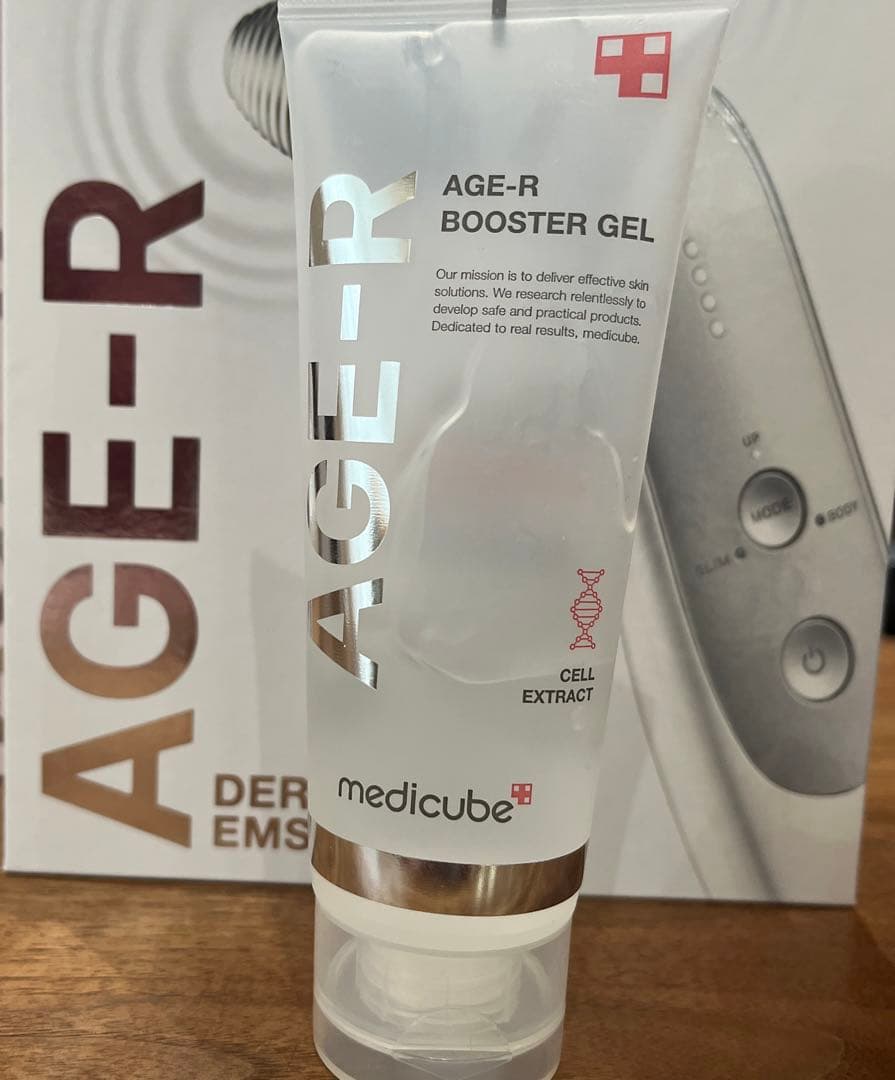 AGE-R
DER
EMS
AGE-R
AGE-R
BOOSTER GEL
Our mission is to deliver effective skin
solutions. We research relentlessly to
develop safe and practical products.
Dedicated to real results, medicube.
CELL
EXTRACT
medicube
UP
MODE
BODY
SLIM